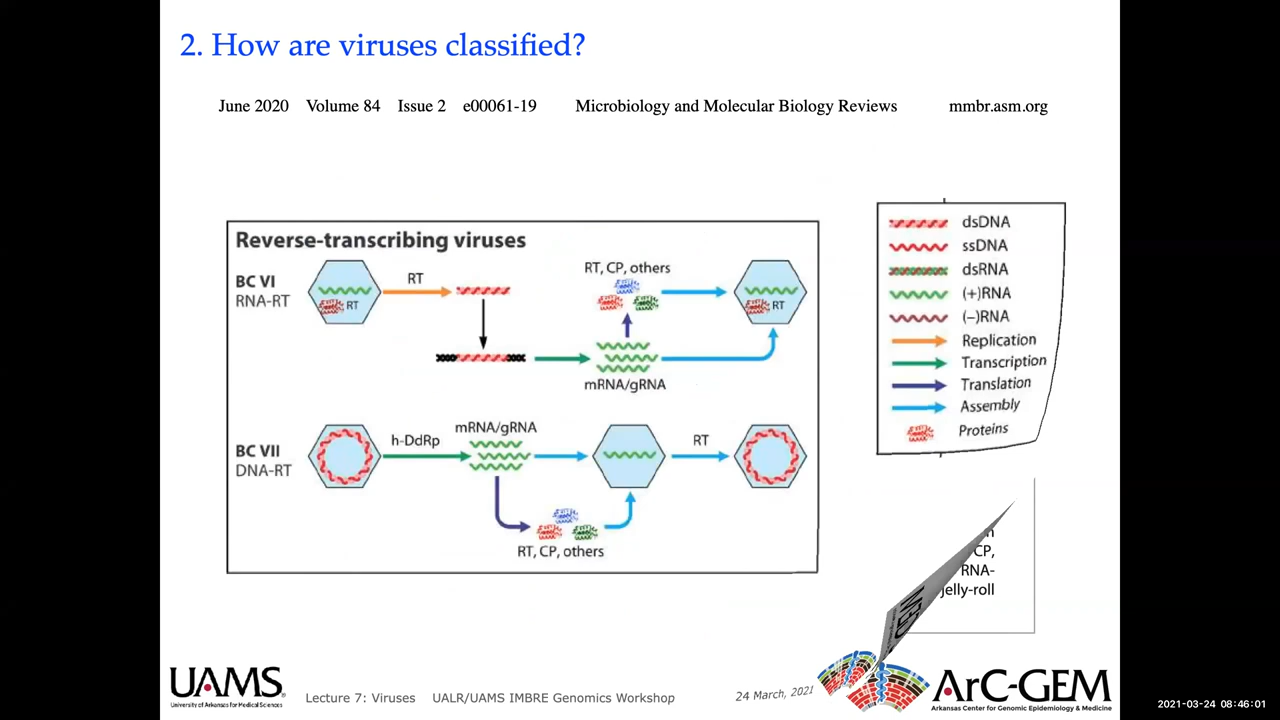 2. How are viruses classified?
June 2020 Volume 84 Issue 2 e00061-19 Microbiology and Molecular Biology Reviews mmbr.asm.org
Reverse-transcribing viruses
BC VI
RNA-RT
RT
RT
RT, CP, others
RT
mRNA/gRNA
BC VII
DNA-RT
h-DdRp
mRNA/gRNA
RT
RT, CP, others
dsDNA
ssDNA
dsRNA
(+)RNA
(−)RNA
Replication
Transcription
Translation
Assembly
Proteins
CP,
RNA-
jelly-roll
UAMS
University of Arkansas for Medical Sciences
Lecture 7: Viruses UALR/UAMS IMBRE Genomics Workshop
24 March, 2021
ArC-GEM
Arkansas Center for Genomic Epidemiology & Medicine
2021-03-24 08:46:01